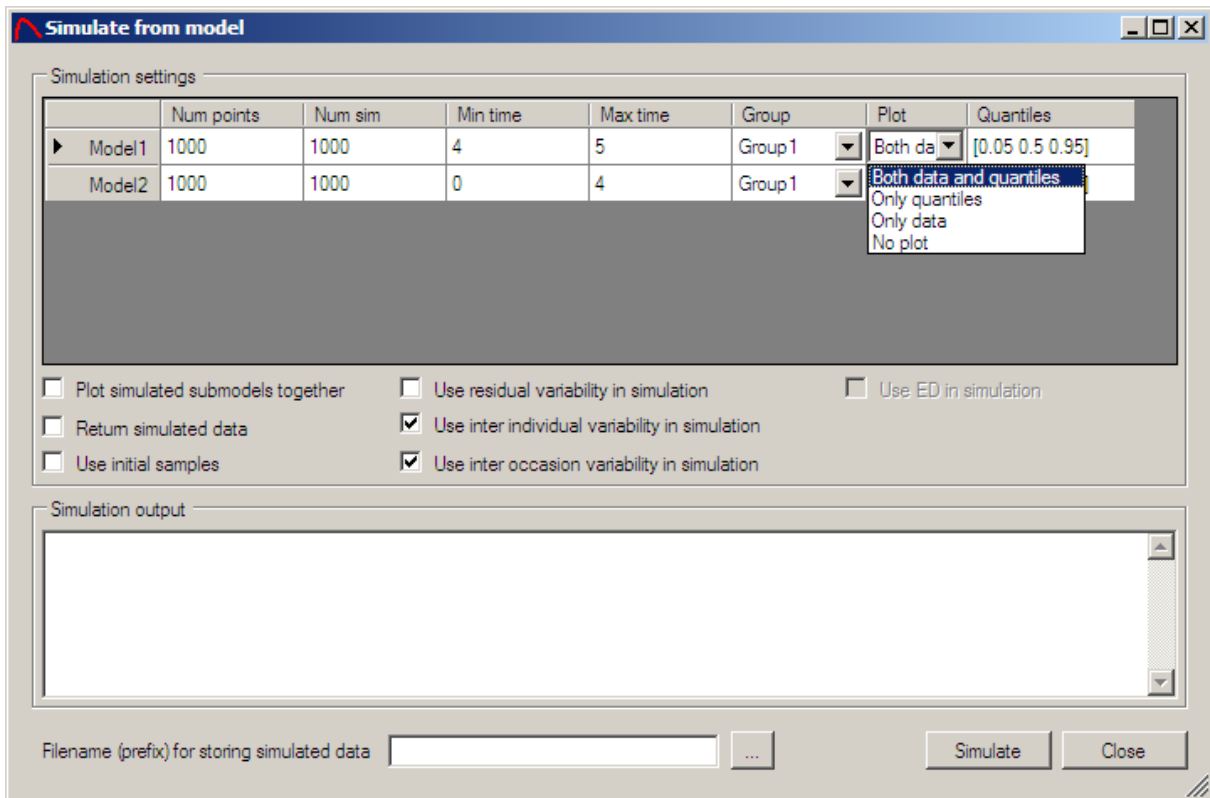 Simulate from model
Simulation settings
Num points Num sim Min time Max time Group Plot Quantiles
Model1 1000 1000 4 5 Group1 Both da [0.05 0.5 0.95]
Model2 1000 1000 0 4 Group1
Both data and quantiles
Only quantiles
Only data
No plot
Plot simulated submodels together Use residual variability in simulation Use ED in simulation
Return simulated data Use inter individual variability in simulation
Use initial samples Use inter occasion variability in simulation
Simulation output
Filename (prefix) for storing simulated data ... Simulate Close